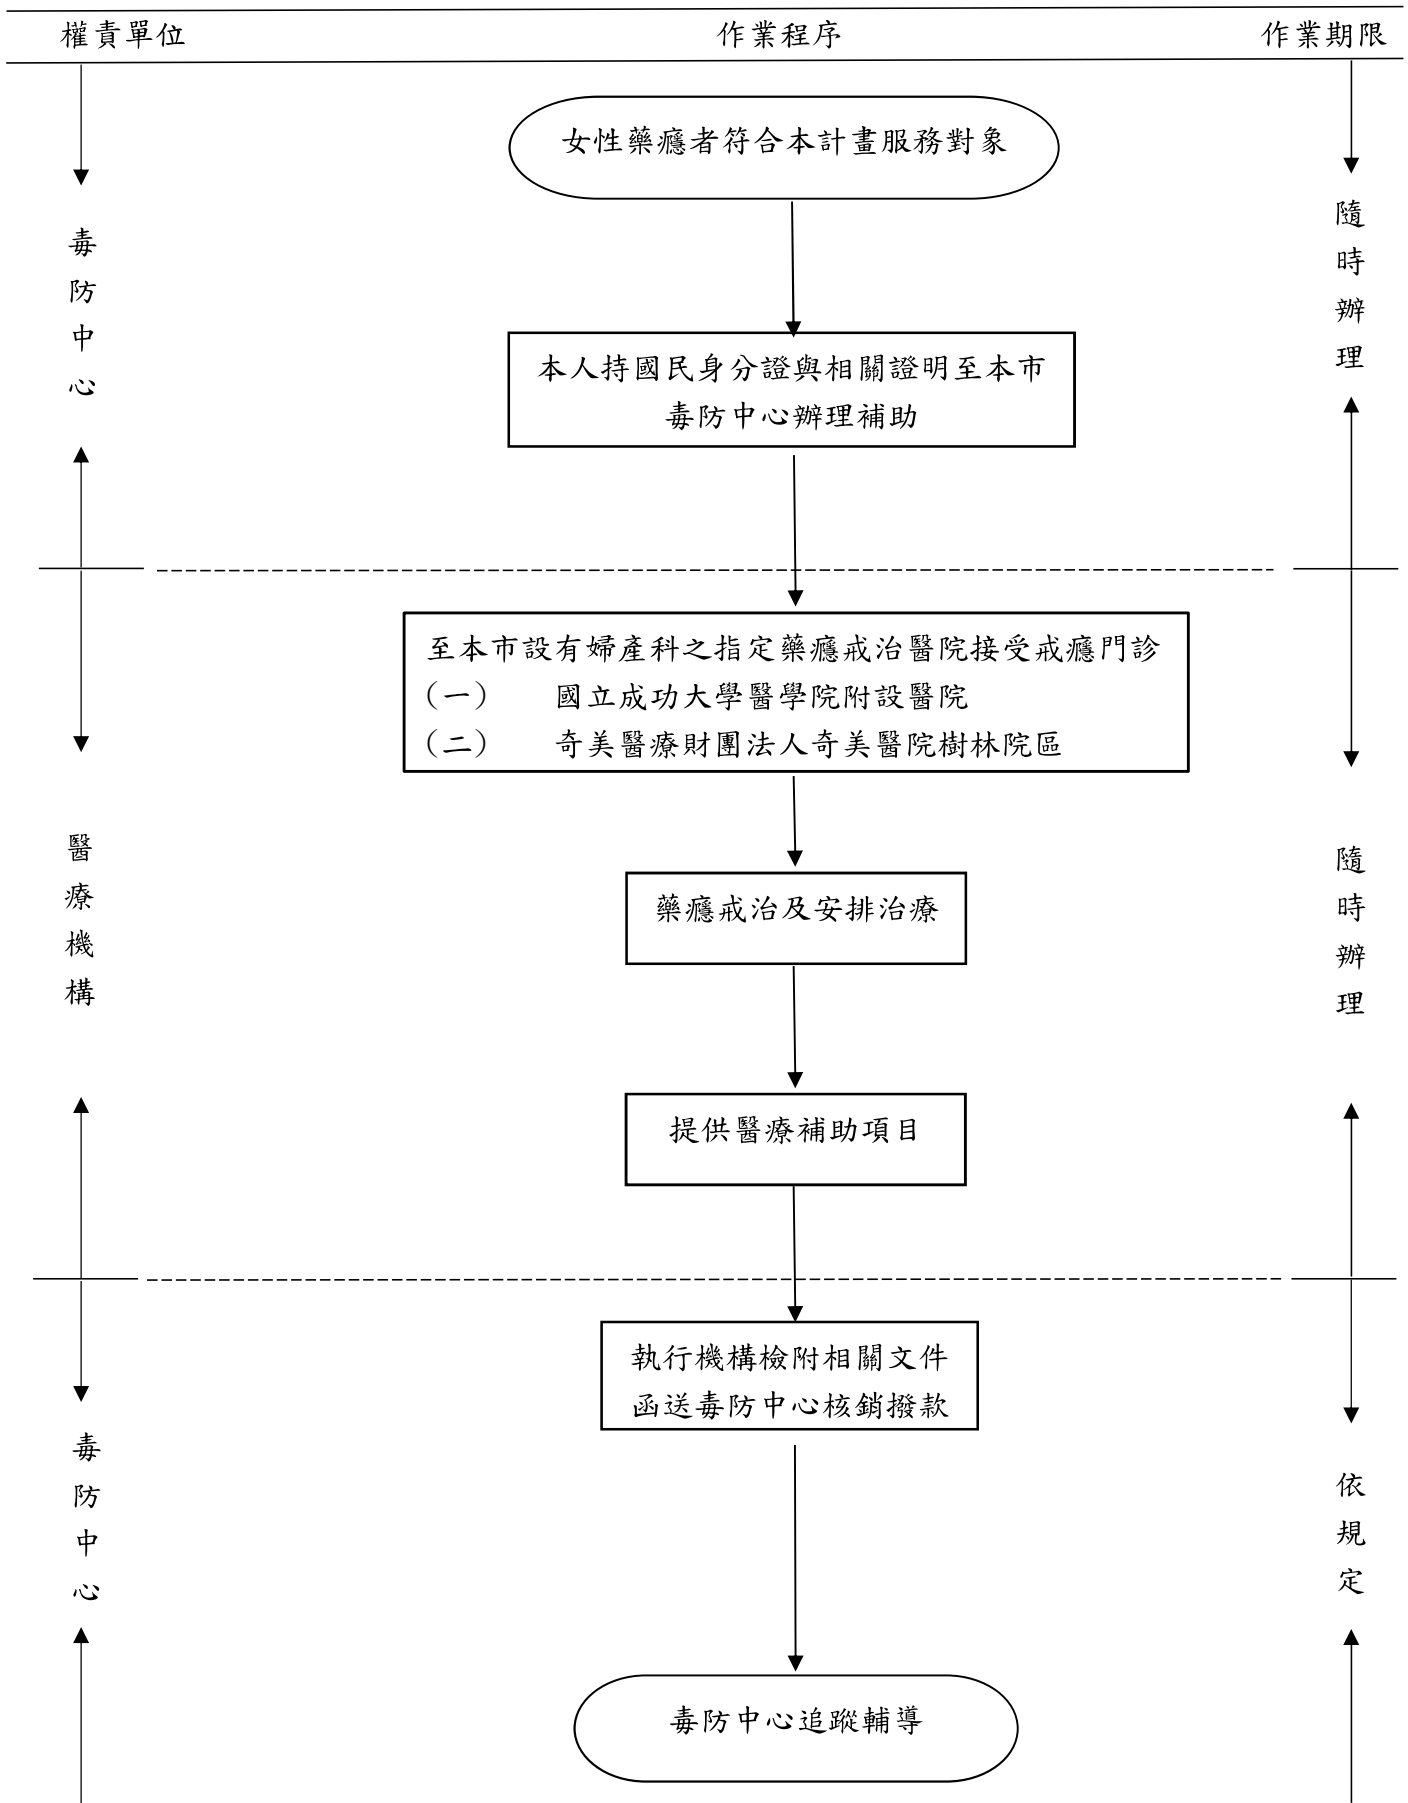 權責單位
作業程序
作業期限
女性藥癮者符合本計畫服務對象
毒防中心
隨時辦理
本人持國民身分證與相關證明至本市
毒防中心辦理補助
至本市設有婦產科之指定藥癮戒治醫院接受戒癮門診
(一) 國立成功大學醫學院附設醫院
(二) 奇美醫療財團法人奇美醫院樹林院區
醫療機構
隨時辦理
藥癮戒治及安排治療
提供醫療補助項目
執行機構檢附相關文件
函送毒防中心核銷撥款
毒防中心
依規定
毒防中心追蹤輔導